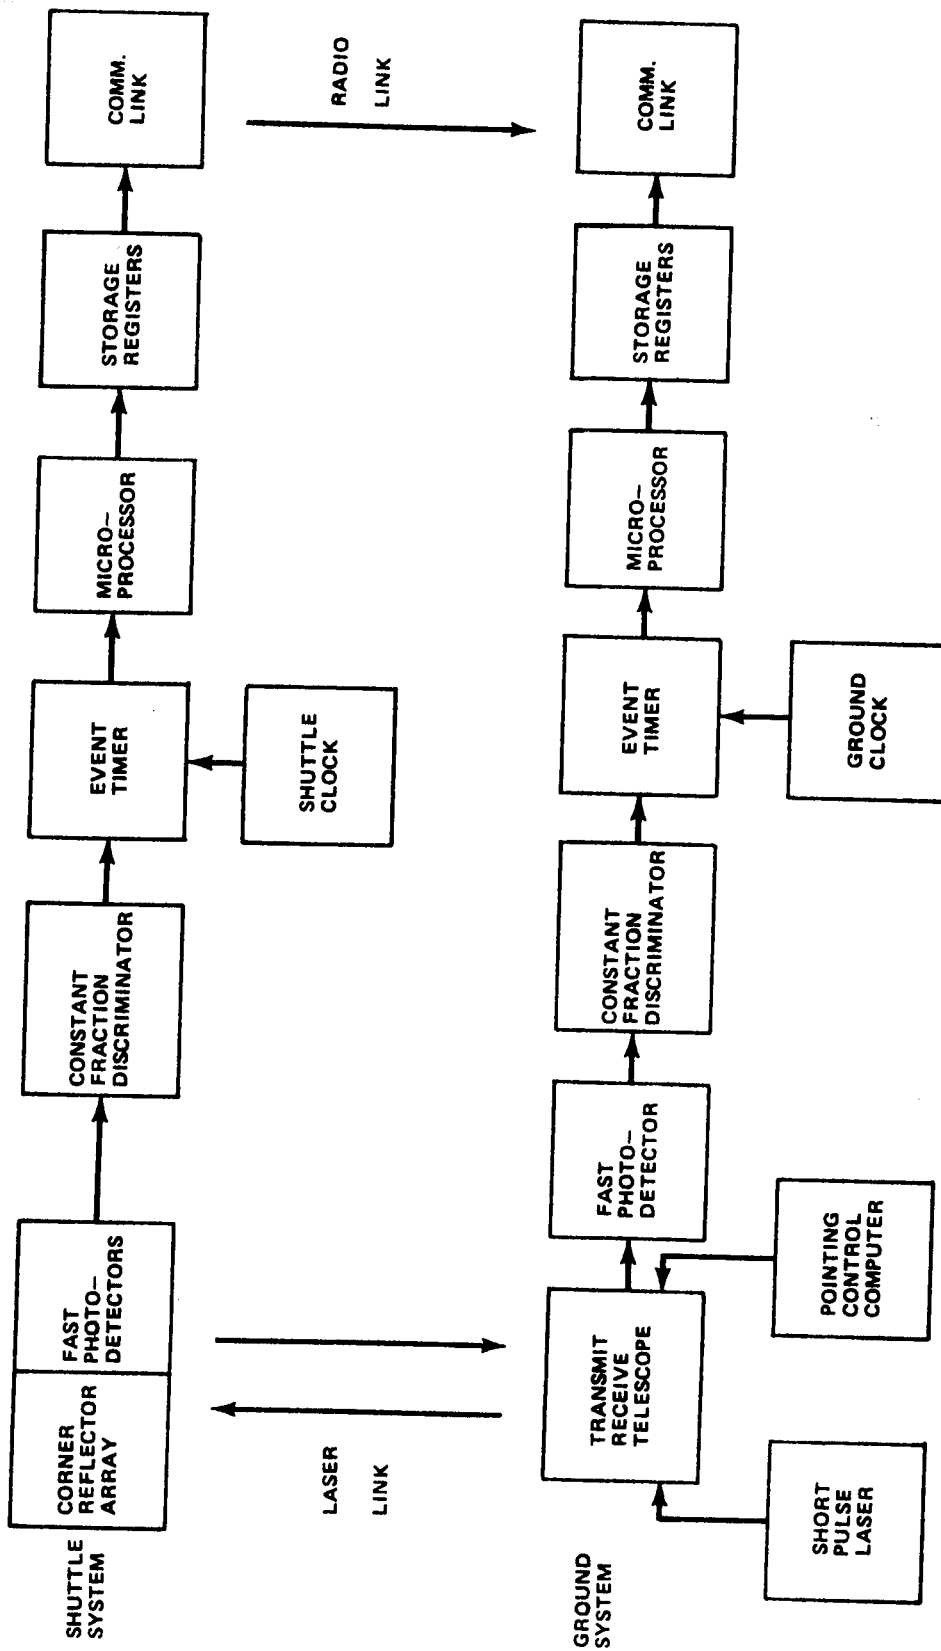 SHUTTLE
SYSTEM
CORNER
REFLECTOR
ARRAY
FAST
PHOTO—
DETECTORS
CONSTANT
FRACTION
DISCRIMINATOR
EVENT
TIMER
MICRO—
PROCESSOR
STORAGE
REGISTERS
COMM.
LINK
SHUTTLE
CLOCK
LASER
LINK
RADIO
LINK
GROUND
SYSTEM
TRANSMIT
RECEIVE
TELESCOPE
FAST
PHOTO—
DETECTOR
CONSTANT
FRACTION
DISCRIMINATOR
EVENT
TIMER
MICRO—
PROCESSOR
STORAGE
REGISTERS
COMM.
LINK
SHORT
PULSE
LASER
POINTING
CONTROL
COMPUTER
GROUND
CLOCK